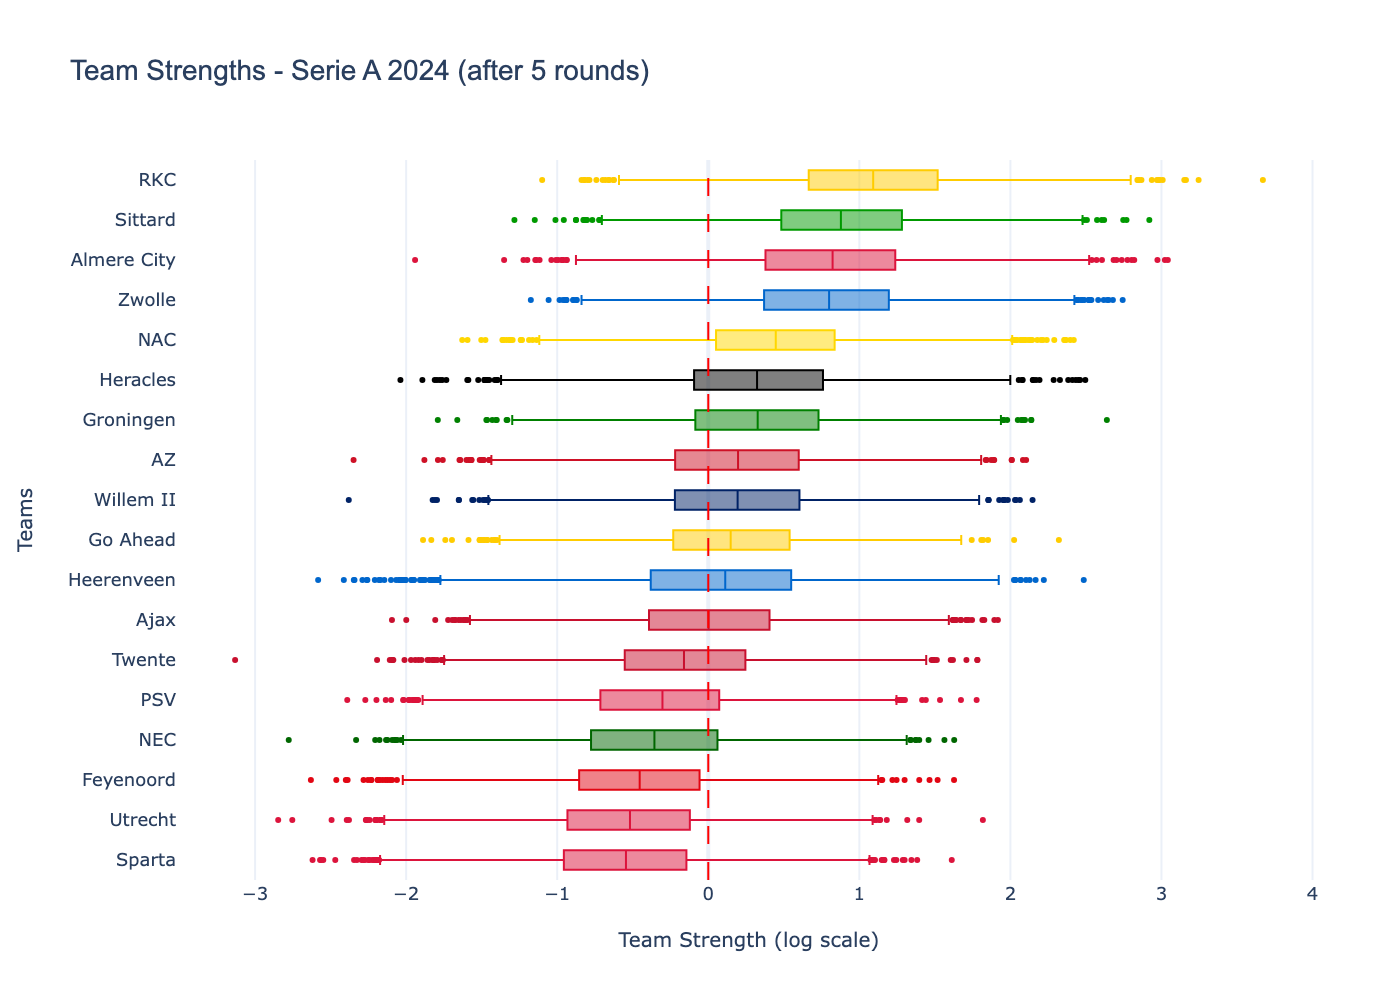 Team Strengths - Serie A 2024 (after 5 rounds)
Teams
RKC
Sittard
Almere City
Zwolle
NAC
Heracles
Groningen
AZ
Willem II
Go Ahead
Heerenveen
Ajax
Twente
PSV
NEC
Feyenoord
Utrecht
Sparta
−3 −2 −1 0 1 2 3 4
Team Strength (log scale)